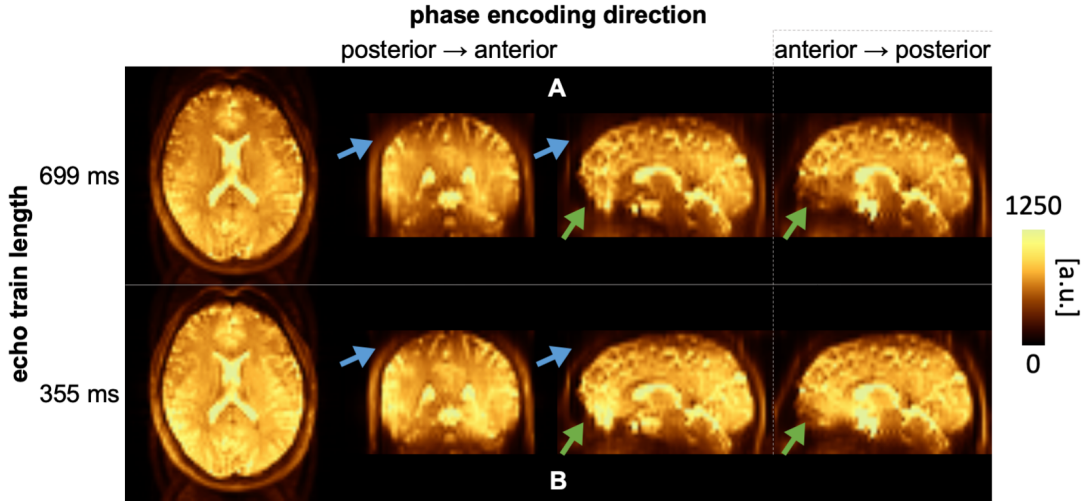 phase encoding direction
posterior → anterior
anterior → posterior
A
echo train length
699 ms
355 ms
B
1250
[a.u.]
0